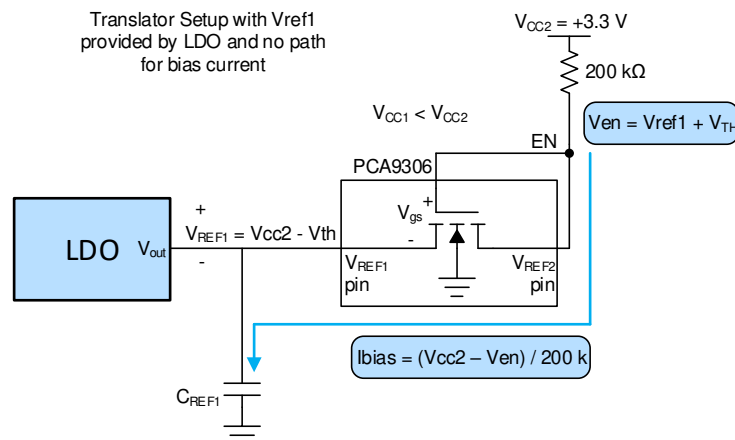 Translator Setup with Vref1
provided by LDO and no path
for bias current
VCC2 = +3.3 V
200 kΩ
VCC1 < VCC2
Ven = Vref1 + VTH
EN
PCA9306
Vgs
+
-
LDO
Vout
+
VREF1 = Vcc2 - Vth
-
VREF1
pin
VREF2
pin
Ibias = (Vcc2 – Ven) / 200 k
CREF1